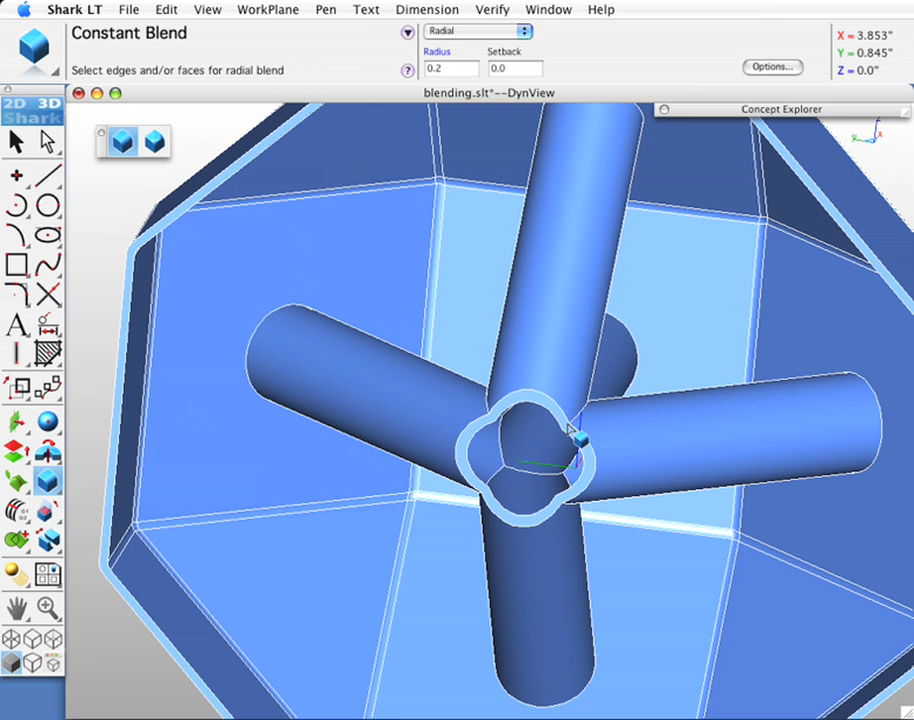 Shark LT File Edit View WorkPlane Pen Text Dimension Verify Window Help
Constant Blend
Select edges and/or faces for radial blend
?
Radial
Radius Setback
0.2 0.0
Options...
X = 3.853"
Y = 0.845"
Z = 0.0"
blending.slt*--DynView
Concept Explorer
2D 3D
Shark
A